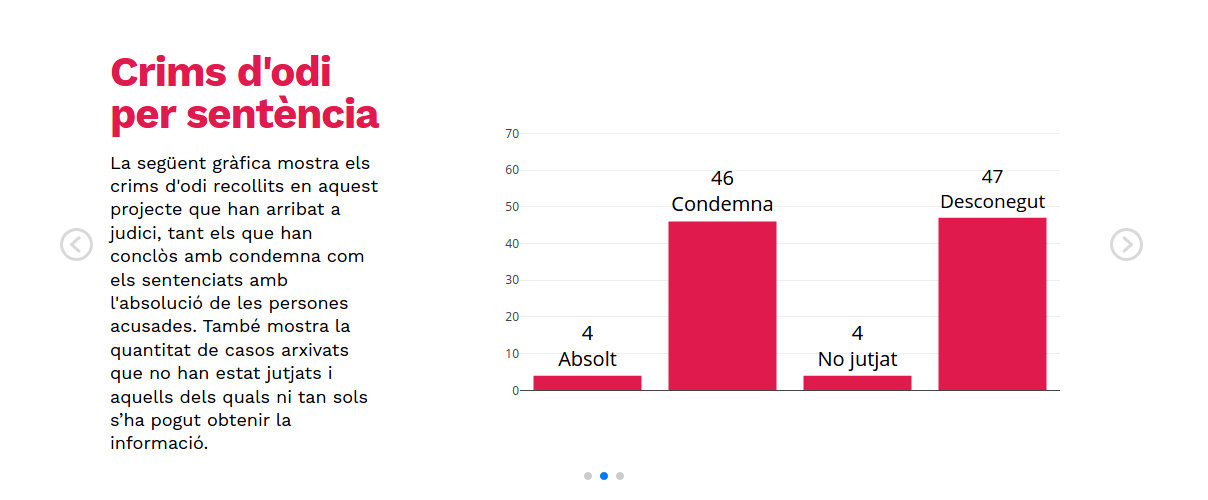 Crims d'odi
per sentència
La següent gràfica mostra els
crims d'odi recollits en aquest
projecte que han arribat a
judici, tant els que han
conclòs amb condemna com
els sentenciats amb
l'absolució de les persones
acusades. També mostra la
quantitat de casos arxivats
que no han estat jutjats i
aquells dels quals ni tan sols
s’ha pogut obtenir la
informació.
70
60
50
40
30
20
10
0
4
Absolt
46
Condemna
4
No jutjat
47
Desconegut